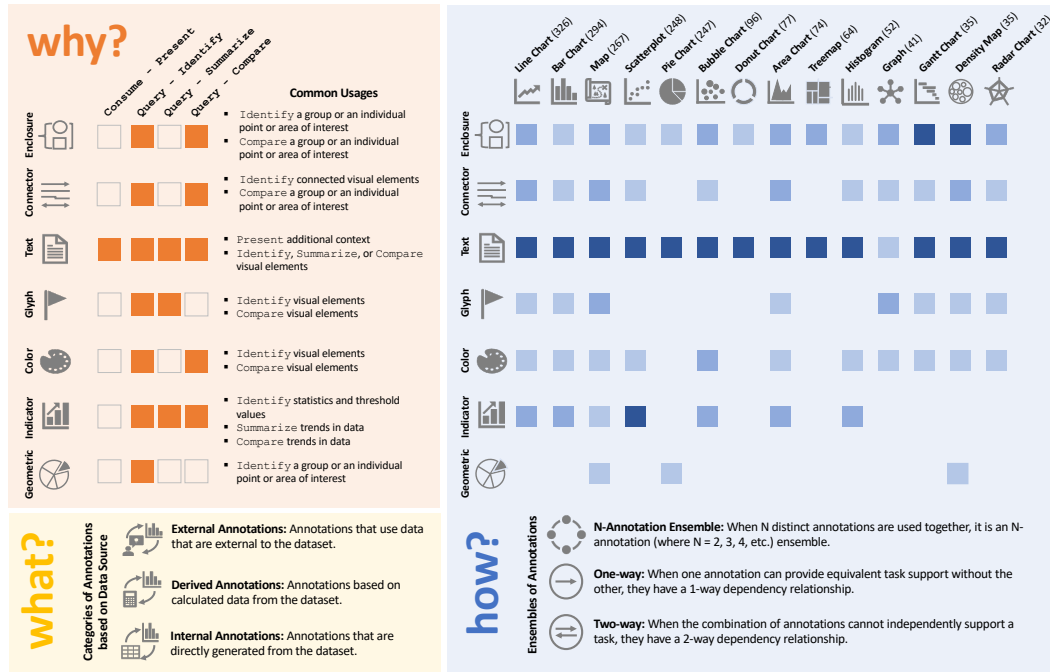 why?
Consume - Present
Query - Identify
Query - Summarize
Query - Compare
Common Usages
Enclosure
▪ Identify a group or an individual
point or area of interest
▪ Compare a group or an individual
point or area of interest
Connector
▪ Identify connected visual elements
▪ Compare a group or an individual
point or area of interest
Text
▪ Present additional context
▪ Identify, Summarize, or Compare
visual elements
Glyph
▪ Identify visual elements
▪ Compare visual elements
Color
▪ Identify visual elements
▪ Compare visual elements
Indicator
▪ Identify statistics and threshold
values
▪ Summarize trends in data
▪ Compare trends in data
Geometric
▪ Identify a group or an individual
point or area of interest
Line Chart (326)
Bar Chart (294)
Map (267)
Scatterplot (248)
Pie Chart (247)
Bubble Chart (96)
Donut Chart (77)
Area Chart (74)
Treemap (64)
Histogram (52)
Graph (41)
Gantt Chart (35)
Density Map (35)
Radar Chart (32)
Enclosure
Connector
Text
Glyph
Color
Indicator
Geometric
what?
Categories of Annotations
based on Data Source
External Annotations: Annotations that use data
that are external to the dataset.
Derived Annotations: Annotations based on
calculated data from the dataset.
Internal Annotations: Annotations that are
directly generated from the dataset.
how?
Ensembles of Annotations
N-Annotation Ensemble: When N distinct annotations are used together, it is an N-
annotation (where N = 2, 3, 4, etc.) ensemble.
One-way: When one annotation can provide equivalent task support without the
other, they have a 1-way dependency relationship.
Two-way: When the combination of annotations cannot independently support a
task, they have a 2-way dependency relationship.